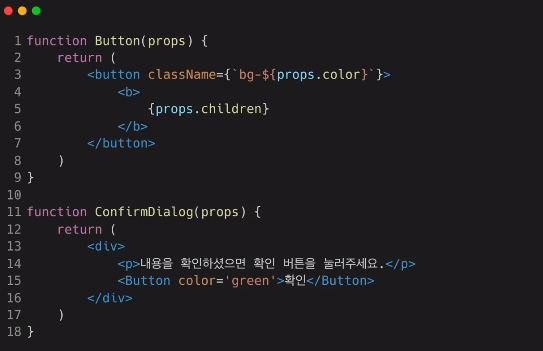 1 function Button(props) {
2     return (
3         <button className={`bg-${props.color}`}>
4             <b>
5                 {props.children}
6             </b>
7         </button>
8     )
9 }
10
11 function ConfirmDialog(props) {
12     return (
13         <div>
14             <p>내용을 확인하셨으면 확인 버튼을 눌러주세요.</p>
15             <Button color='green'>확인</Button>
16         </div>
17     )
18 }